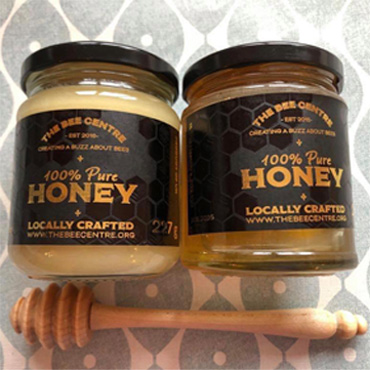 THE BEE CENTRE
- EST 2016 -
CREATING A BUZZ ABOUT BEES
+
100% Pure
HONEY
+
LOCALLY CRAFTED
WWW.THEBEECENTRE.ORG
227
THE BEE CENTRE
- EST 2016 -
CREATING A BUZZ ABOUT BEES
+
100% Pure
HONEY
+
LOCALLY CRAFTED
WWW.THEBEECENTRE.ORG